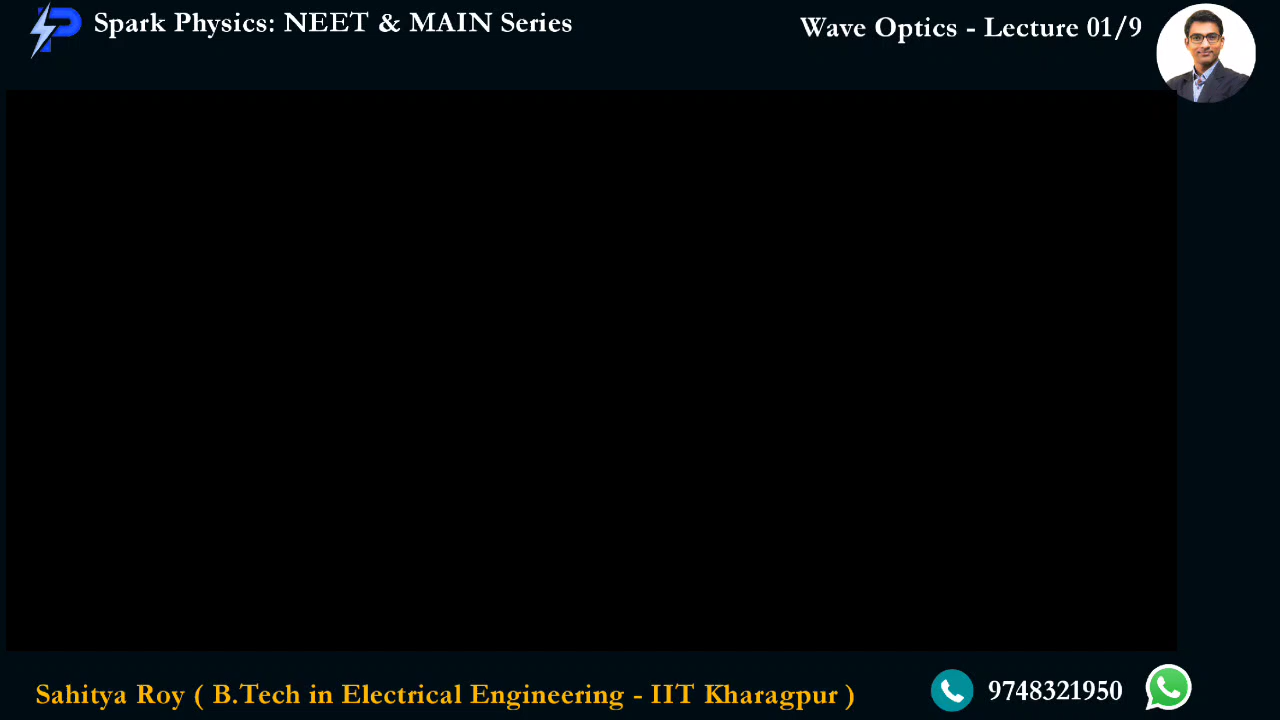 Spark Physics: NEET & MAIN Series
Wave Optics - Lecture 01/9
Sahitya Roy ( B.Tech in Electrical Engineering - IIT Kharagpur )
9748321950